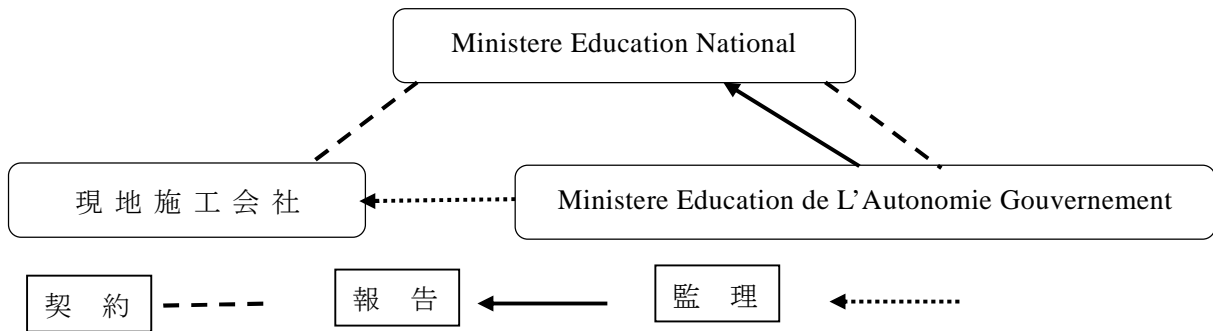 Ministere Education National
現地施工会社
Ministere Education de L’Autonomie Gouvernement
契約
報告
監理